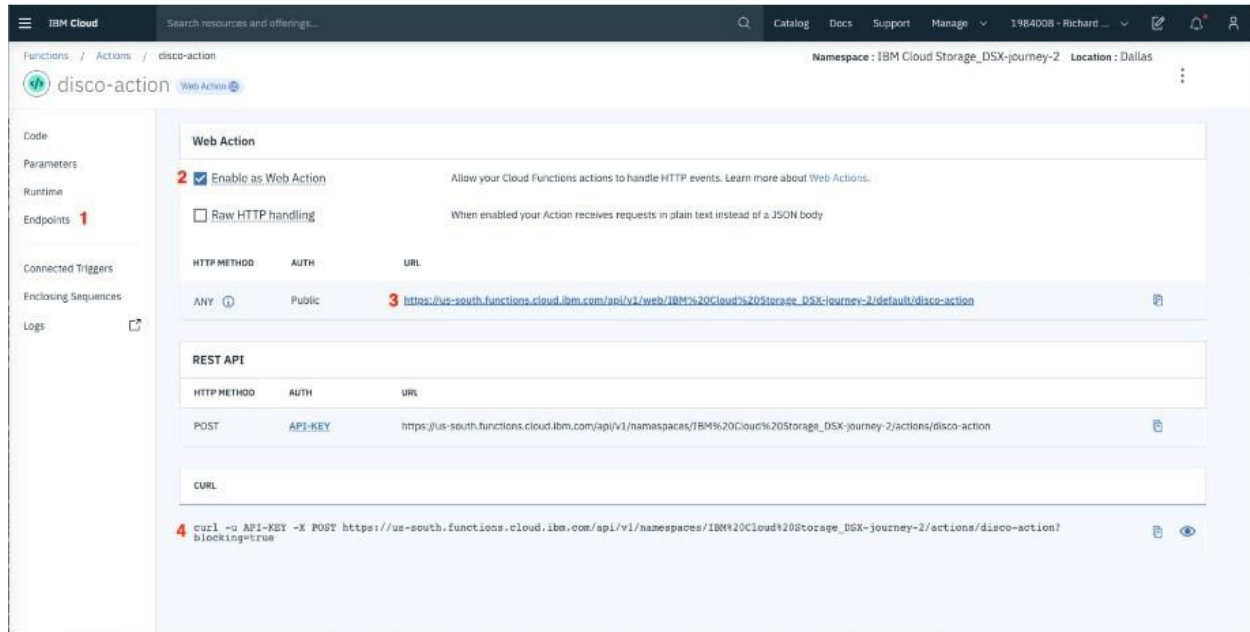 IBM Cloud
Search resources and offerings...
Catalog Docs Support Manage 1984008 - Richard ...
Functions / Actions / disco-action
Namespace : IBM Cloud Storage_DSX-journey-2 Location : Dallas
disco-action Web Action
Code
Parameters
Runtime
Endpoints 1
Connected Triggers
Enclosing Sequences
Logs
Web Action
2 Enable as Web Action Allow your Cloud Functions actions to handle HTTP events. Learn more about Web Actions.
Raw HTTP handling When enabled your Action receives requests in plain text instead of a JSON body
HTTP METHOD AUTH URL
ANY Public 3 https://us-south.functions.cloud.ibm.com/api/v1/web/IBM%20Cloud%20Storage_DSX-journey-2/default/disco-action
REST API
HTTP METHOD AUTH URL
POST API-KEY https://us-south.functions.cloud.ibm.com/api/v1/namespaces/IBM%20Cloud%20Storage_DSX-journey-2/actions/disco-action
CURL
4 curl -u API-KEY -X POST https://us-south.functions.cloud.ibm.com/api/v1/namespaces/IBM%20Cloud%20Storage_DSX-journey-2/actions/disco-action?
blocking=true